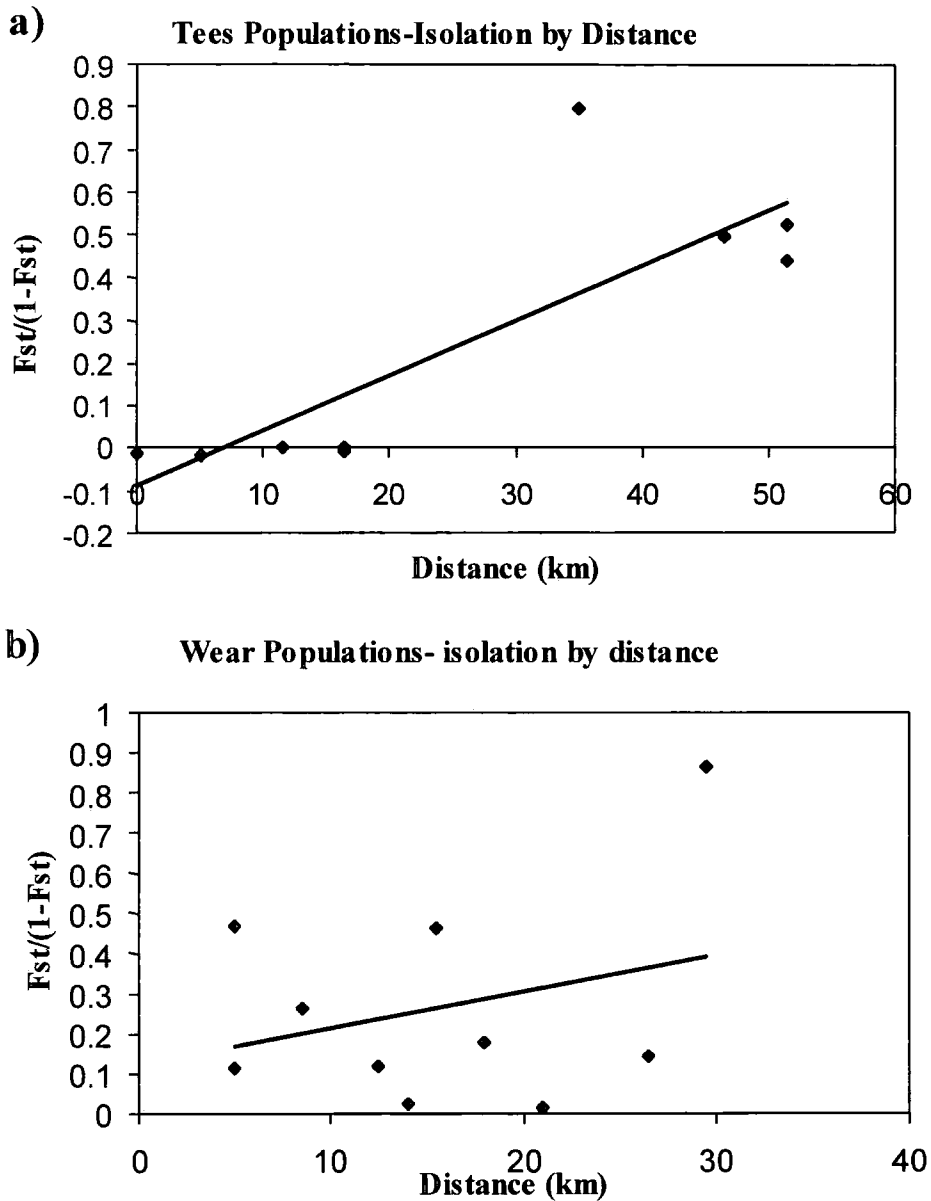 a)
Tees Populations-Isolation by Distance
0.9
0.8
0.7
0.6
0.5
0.4
0.3
0.2
0.1
0
-0.1
-0.2
Fst/(1-Fst)
0 10 20 30 40 50 60
Distance (km)
b)
Wear Populations- isolation by distance
1
0.9
0.8
0.7
0.6
0.5
0.4
0.3
0.2
0.1
0
Fst/(1-Fst)
0 10 20 30 40
Distance (km)